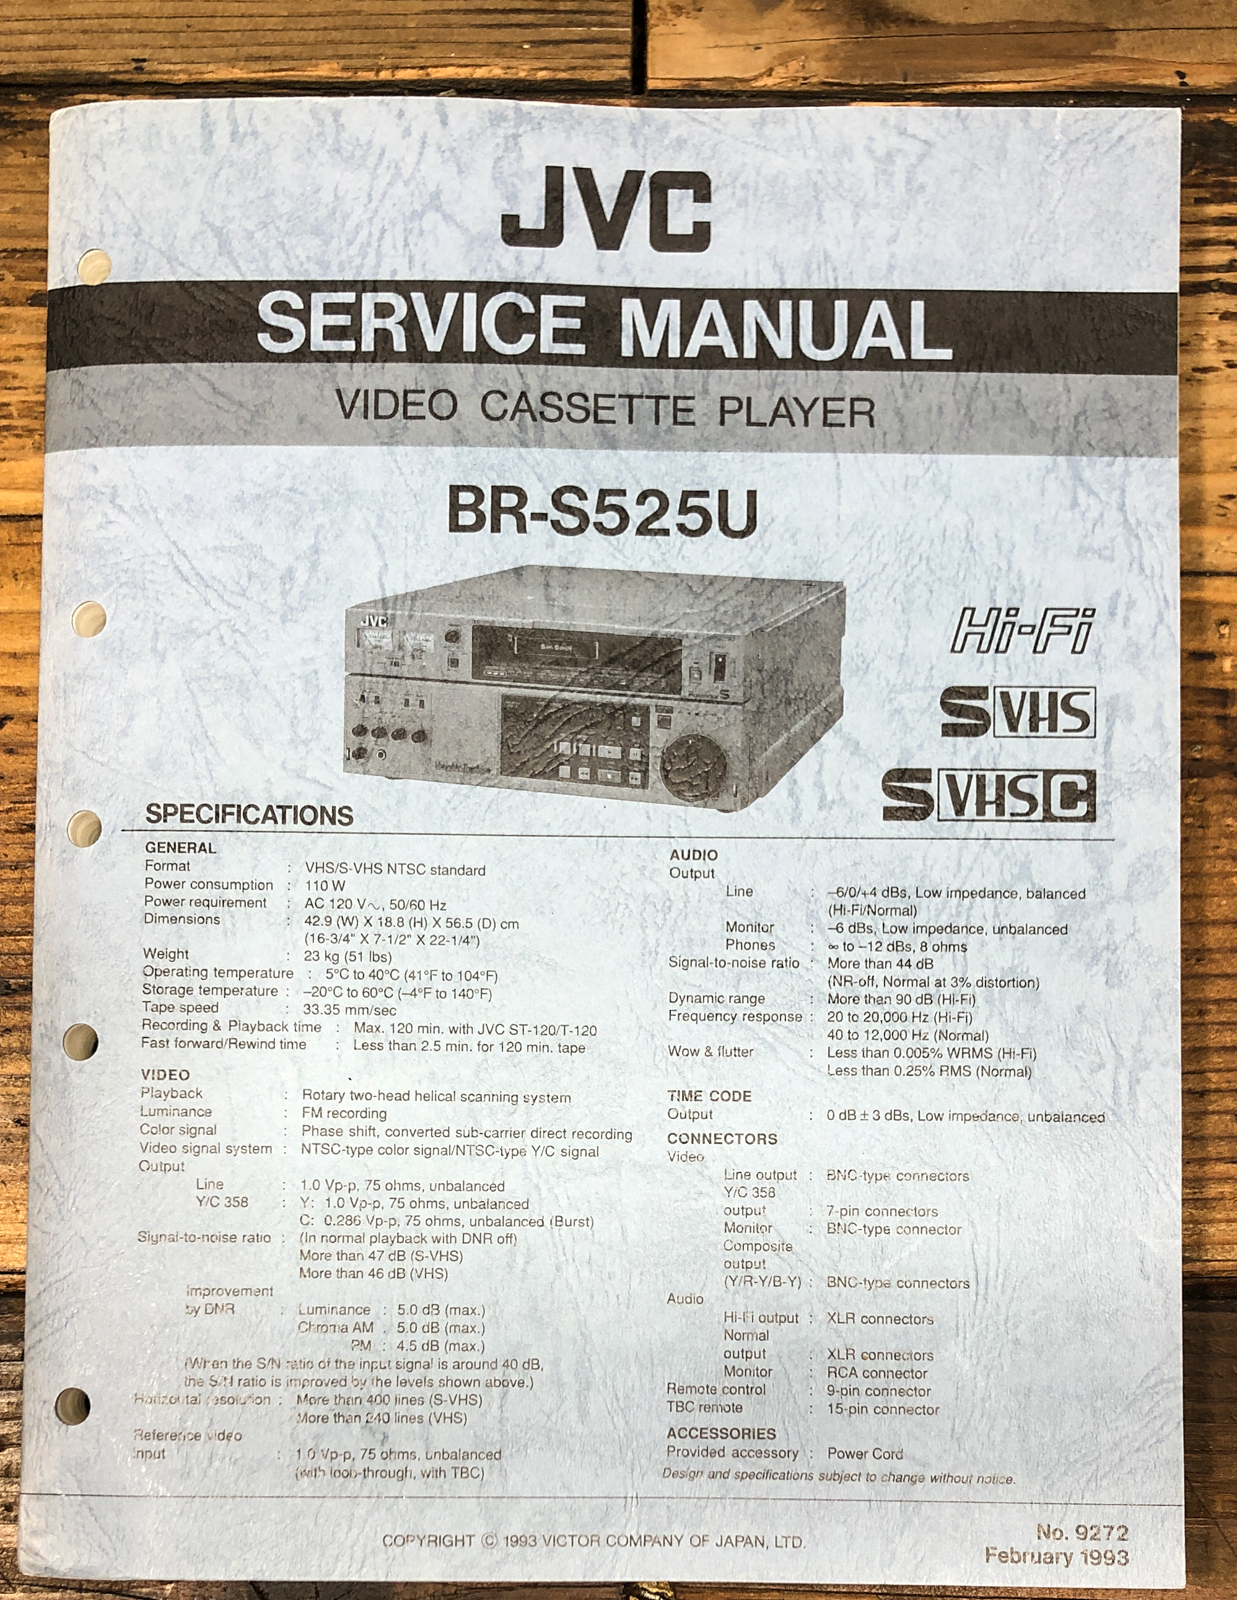 JVC
SERVICE MANUAL
VIDEO CASSETTE PLAYER
BR-S525U
JVC
Hi-Fi
S VHS
S VHS C
SPECIFICATIONS
GENERAL
Format : VHS/S-VHS NTSC standard
Power consumption : 110 W
Power requirement : AC 120 V∿, 50/60 Hz
Dimensions : 42.9 (W) X 18.8 (H) X 56.5 (D) cm
(16-3/4" X 7-1/2" X 22-1/4")
Weight : 23 kg (51 lbs)
Operating temperature : 5°C to 40°C (41°F to 104°F)
Storage temperature : –20°C to 60°C (–4°F to 140°F)
Tape speed : 33.35 mm/sec
Recording & Playback time : Max. 120 min. with JVC ST-120/T-120
Fast forward/Rewind time : Less than 2.5 min. for 120 min. tape
VIDEO
Playback : Rotary two-head helical scanning system
Luminance : FM recording
Color signal : Phase shift, converted sub-carrier direct recording
Video signal system : NTSC-type color signal/NTSC-type Y/C signal
Output
Line : 1.0 Vp-p, 75 ohms, unbalanced
Y/C 358 : Y: 1.0 Vp-p, 75 ohms, unbalanced
C: 0.286 Vp-p, 75 ohms, unbalanced (Burst)
Signal-to-noise ratio : (In normal playback with DNR off)
More than 47 dB (S-VHS)
More than 46 dB (VHS)
Improvement
by DNR : Luminance : 5.0 dB (max.)
Chroma AM : 5.0 dB (max.)
PM : 4.5 dB (max.)
(When the S/N ratio of the input signal is around 40 dB,
the S/N ratio is improved by the levels shown above.)
Horizontal resolution : More than 400 lines (S-VHS)
More than 240 lines (VHS)
Reference video
input : 1.0 Vp-p, 75 ohms, unbalanced
(with loop-through, with TBC)
AUDIO
Output
Line : –6/0/+4 dBs, Low impedance, balanced
(Hi-Fi/Normal)
Monitor : –6 dBs, Low impedance, unbalanced
Phones : ∞ to –12 dBs, 8 ohms
Signal-to-noise ratio : More than 44 dB
(NR-off, Normal at 3% distortion)
Dynamic range : More than 90 dB (Hi-Fi)
Frequency response : 20 to 20,000 Hz (Hi-Fi)
40 to 12,000 Hz (Normal)
Wow & flutter : Less than 0.005% WRMS (Hi-Fi)
Less than 0.25% RMS (Normal)
TIME CODE
Output : 0 dB ± 3 dBs, Low impedance, unbalanced
CONNECTORS
Video
Line output : BNC-type connectors
Y/C 358
output : 7-pin connectors
Monitor : BNC-type connector
Composite
output
(Y/R-Y/B-Y) : BNC-type connectors
Audio
Hi-Fi output : XLR connectors
Normal
output : XLR connectors
Monitor : RCA connector
Remote control : 9-pin connector
TBC remote : 15-pin connector
ACCESSORIES
Provided accessory : Power Cord
Design and specifications subject to change without notice.
COPYRIGHT © 1993 VICTOR COMPANY OF JAPAN, LTD.
No. 9272
February 1993